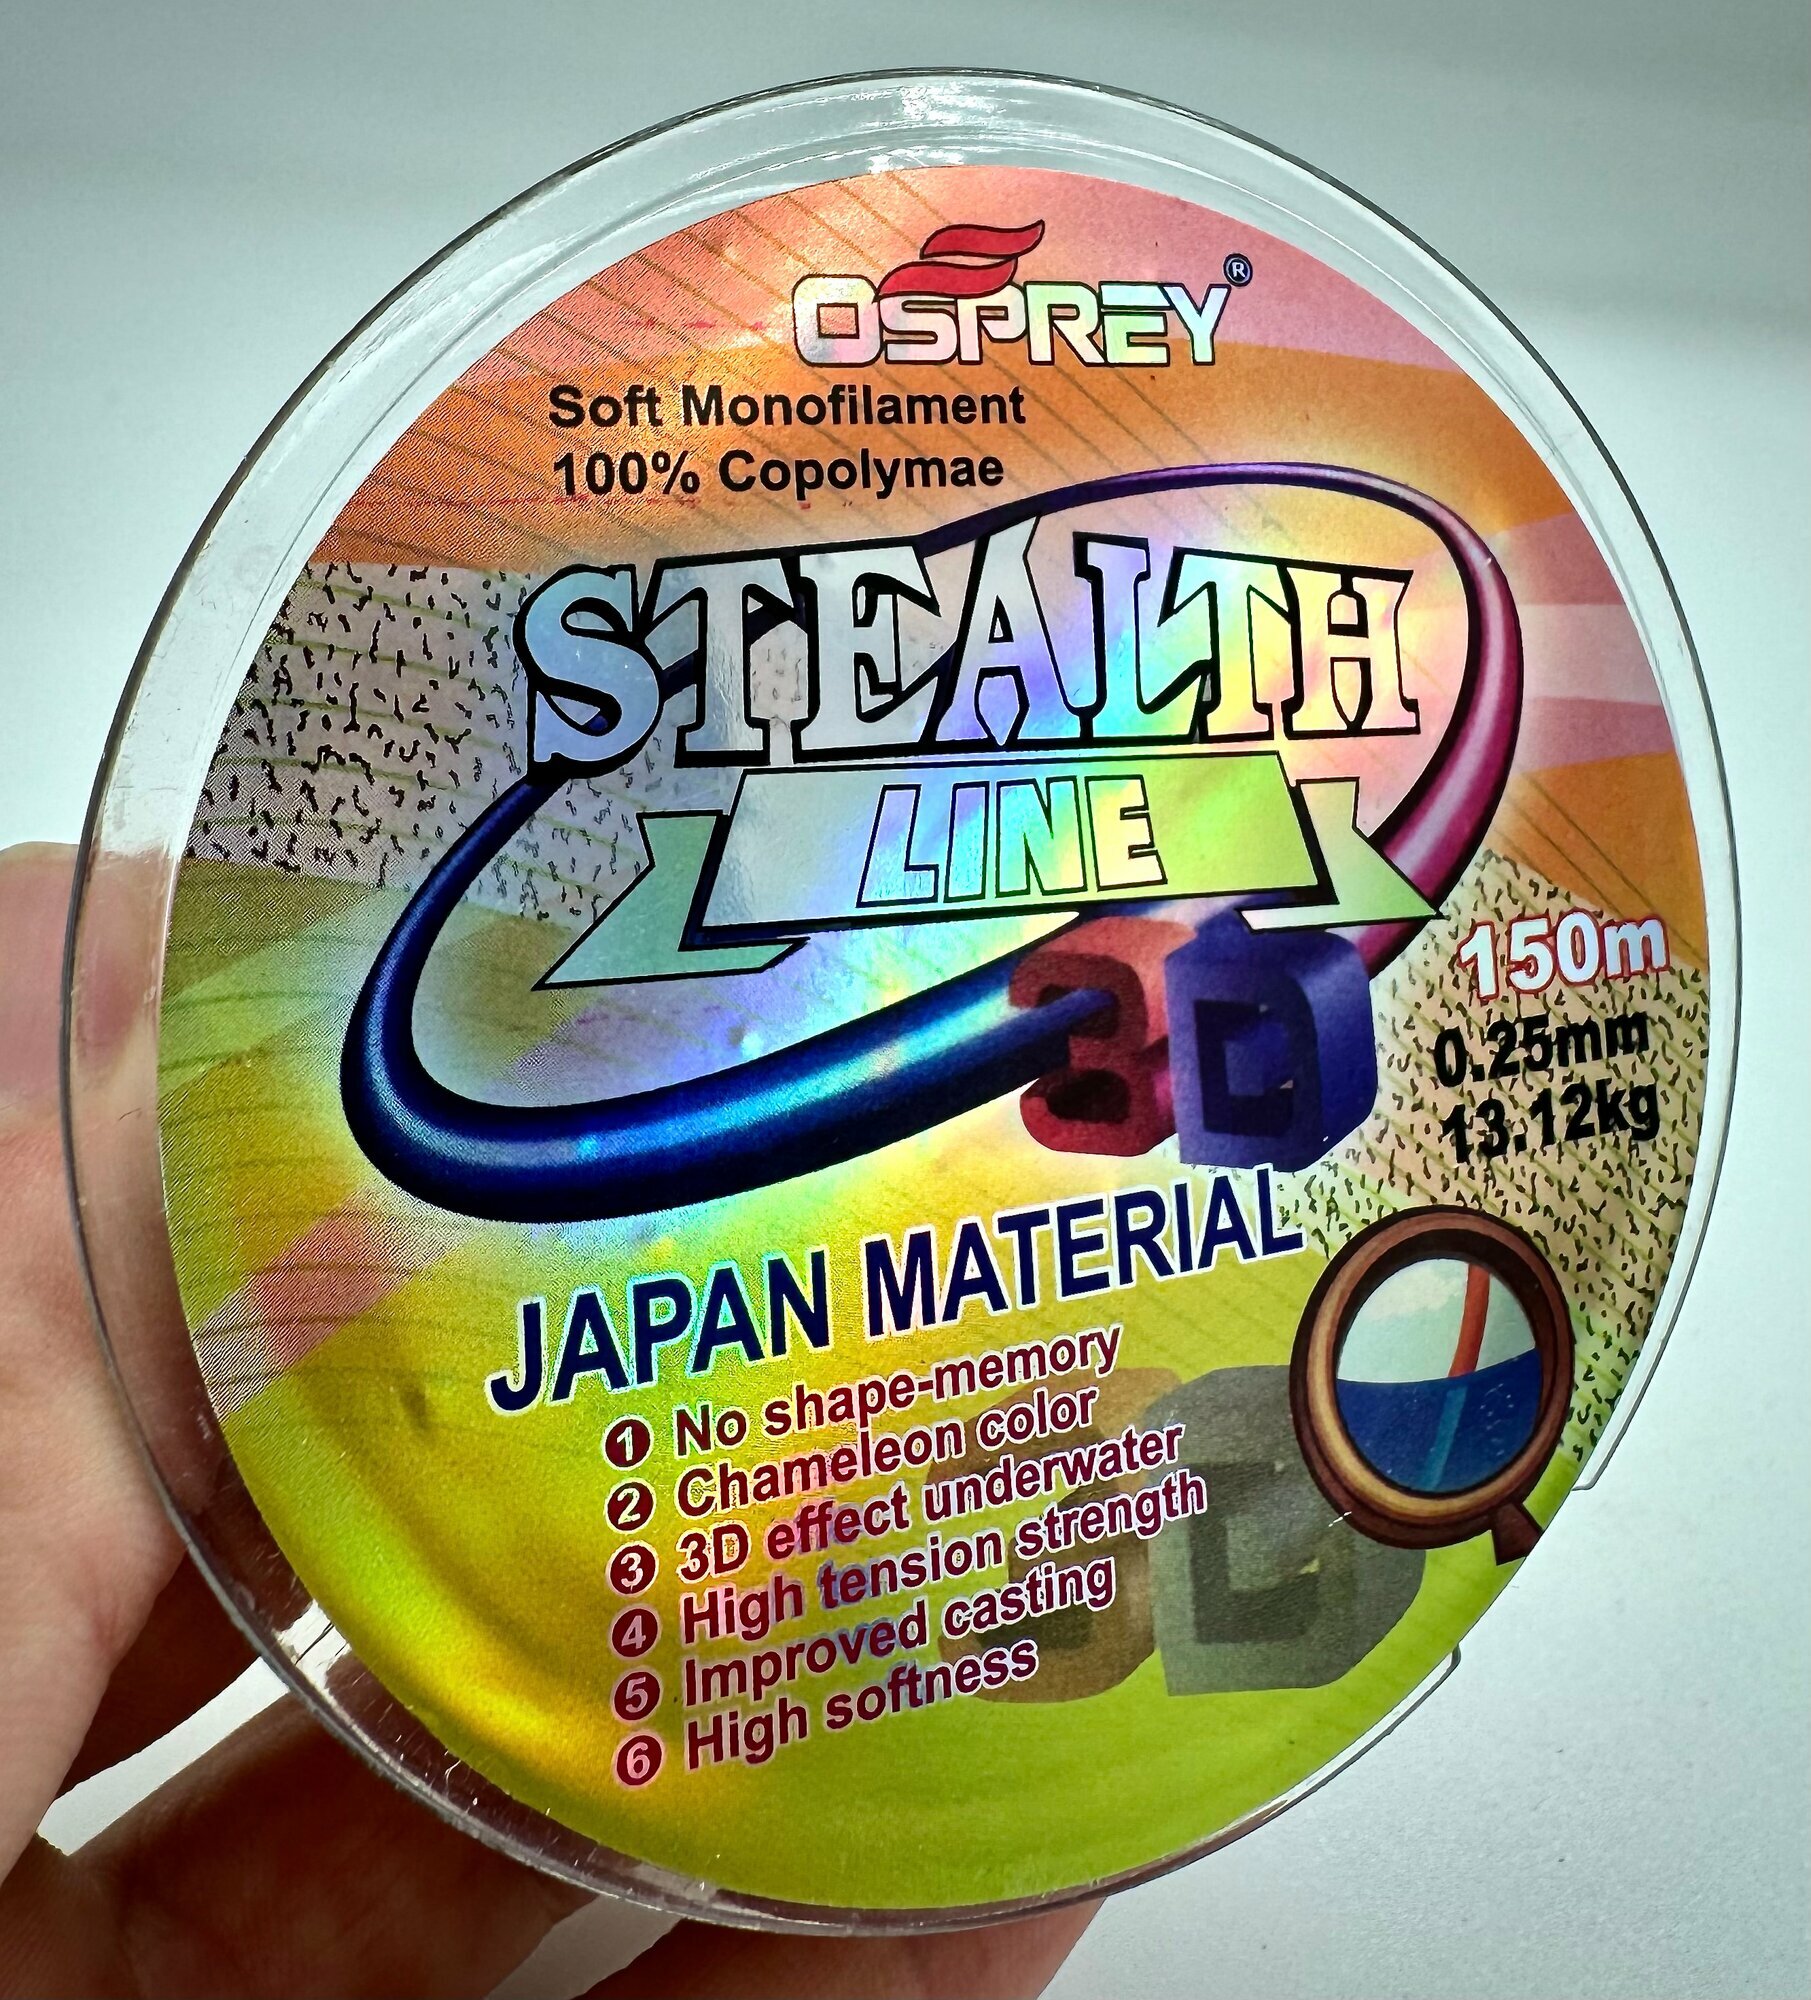 OSPREY®
Soft Monofilament
100% Copolymae
STEALTH
LINE
3D
150m
0.25mm
13.12kg
JAPAN MATERIAL
1 No shape-memory
2 Chameleon color
3 3D effect underwater
4 High tension strength
5 Improved casting
6 High softness
3D